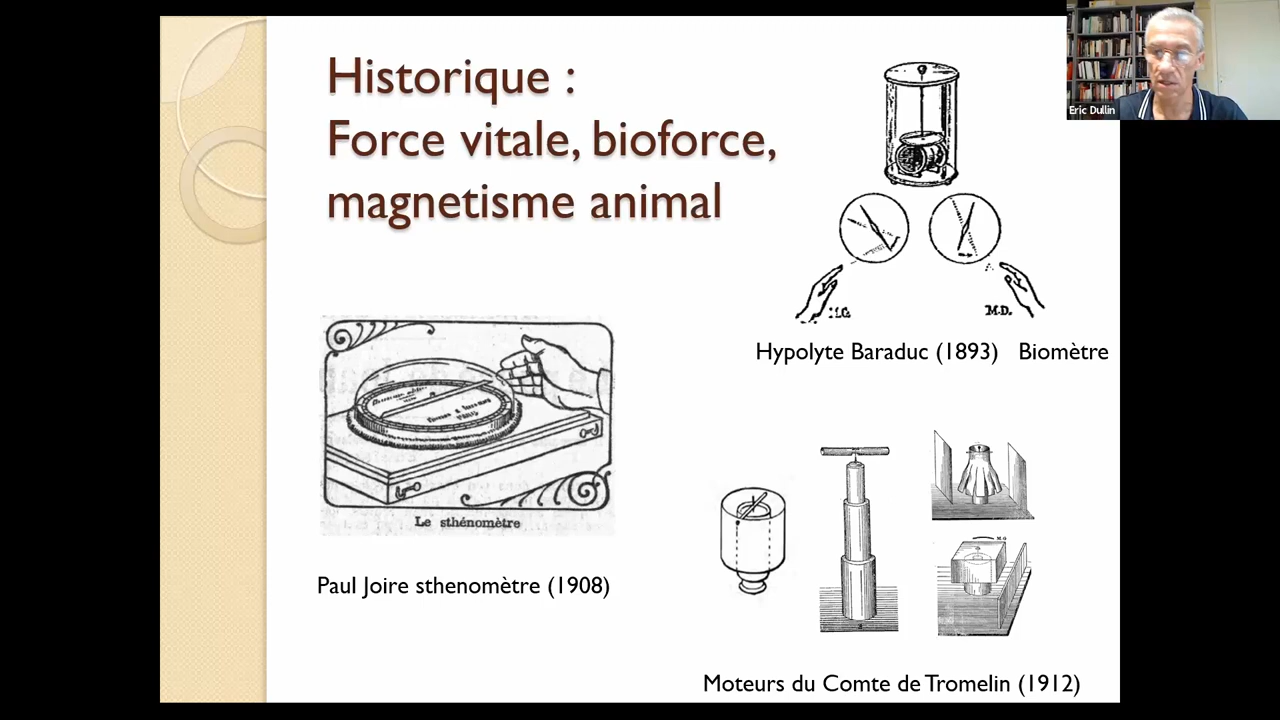 Historique :
Force vitale, bioforce,
magnetisme animal
Eric Dullin
M.D.
Hypolyte Baraduc (1893) Biomètre
Le sthénomètre
Paul Joire sthenomètre (1908)
Moteurs du Comte de Tromelin (1912)